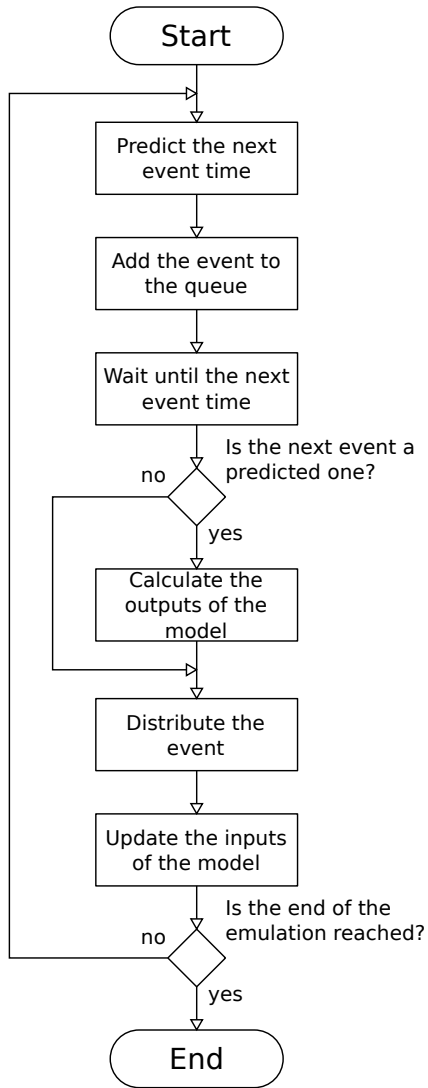 Start
Predict the next
event time
Add the event to
the queue
Wait until the next
event time
Is the next event a
predicted one?
no
yes
Calculate the
outputs of the
model
Distribute the
event
Update the inputs
of the model
Is the end of the
emulation reached?
no
yes
End